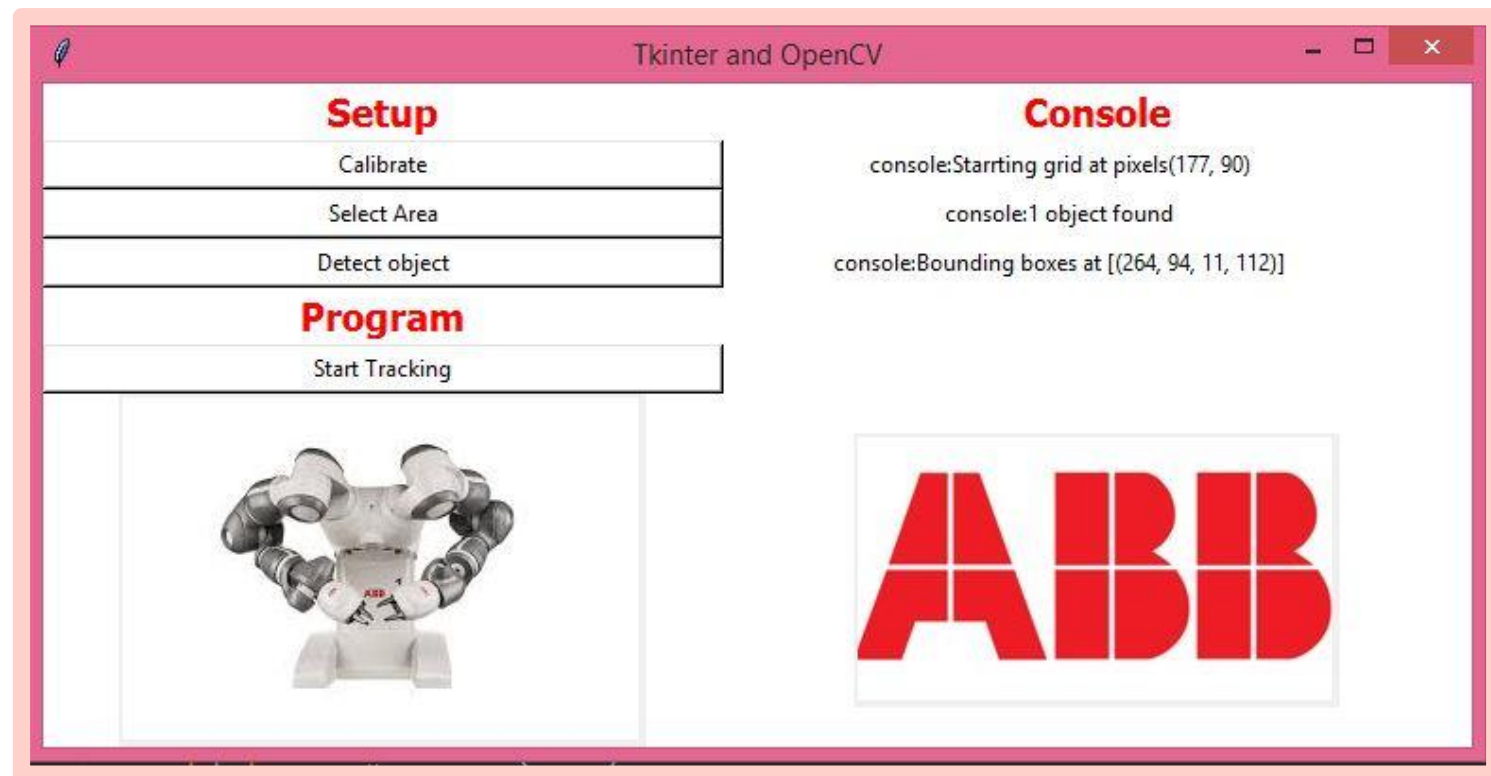 Tkinter and OpenCV
Setup
Calibrate
Select Area
Detect object
Program
Start Tracking
Console
console:Starrting grid at pixels(177, 90)
console:1 object found
console:Bounding boxes at [(264, 94, 11, 112)]
ABB
ABB